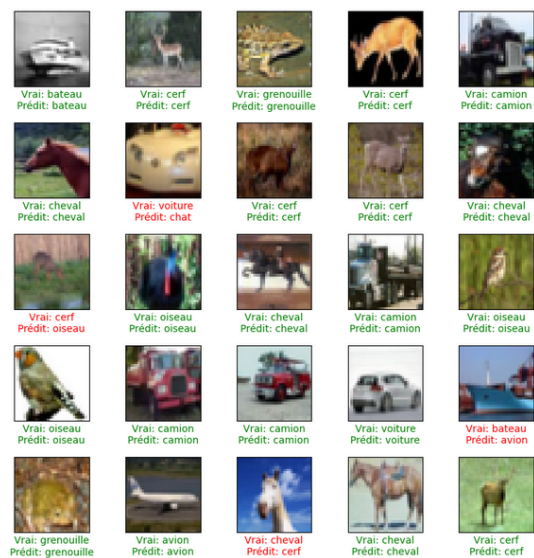 Vrai: bateau
Prédit: bateau
Vrai: cerf
Prédit: cerf
Vrai: grenouille
Prédit: grenouille
Vrai: cerf
Prédit: cerf
Vrai: camion
Prédit: camion
Vrai: cheval
Prédit: cheval
Vrai: voiture
Prédit: chat
Vrai: cerf
Prédit: cerf
Vrai: cerf
Prédit: cerf
Vrai: cheval
Prédit: cheval
Vrai: cerf
Prédit: oiseau
Vrai: oiseau
Prédit: oiseau
Vrai: cheval
Prédit: cheval
Vrai: camion
Prédit: camion
Vrai: oiseau
Prédit: oiseau
Vrai: oiseau
Prédit: oiseau
Vrai: camion
Prédit: camion
Vrai: camion
Prédit: camion
Vrai: voiture
Prédit: voiture
Vrai: bateau
Prédit: avion
Vrai: grenouille
Prédit: grenouille
Vrai: avion
Prédit: avion
Vrai: cheval
Prédit: cerf
Vrai: cheval
Prédit: cheval
Vrai: cerf
Prédit: cerf